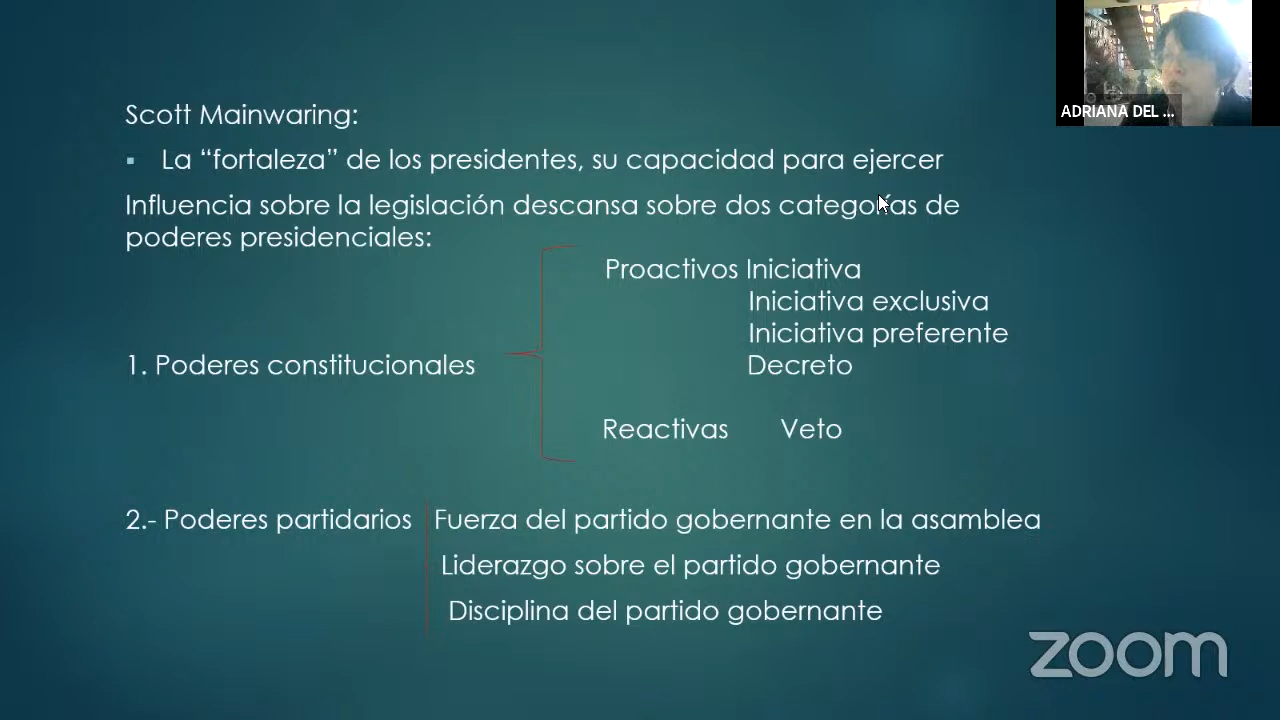 ADRIANA DEL ...
Scott Mainwaring:
▪ La “fortaleza” de los presidentes, su capacidad para ejercer
Influencia sobre la legislación descansa sobre dos categorías de
poderes presidenciales:
Proactivos Iniciativa
Iniciativa exclusiva
Iniciativa preferente
1. Poderes constitucionales Decreto
Reactivas Veto
2.- Poderes partidarios Fuerza del partido gobernante en la asamblea
Liderazgo sobre el partido gobernante
Disciplina del partido gobernante
zoom